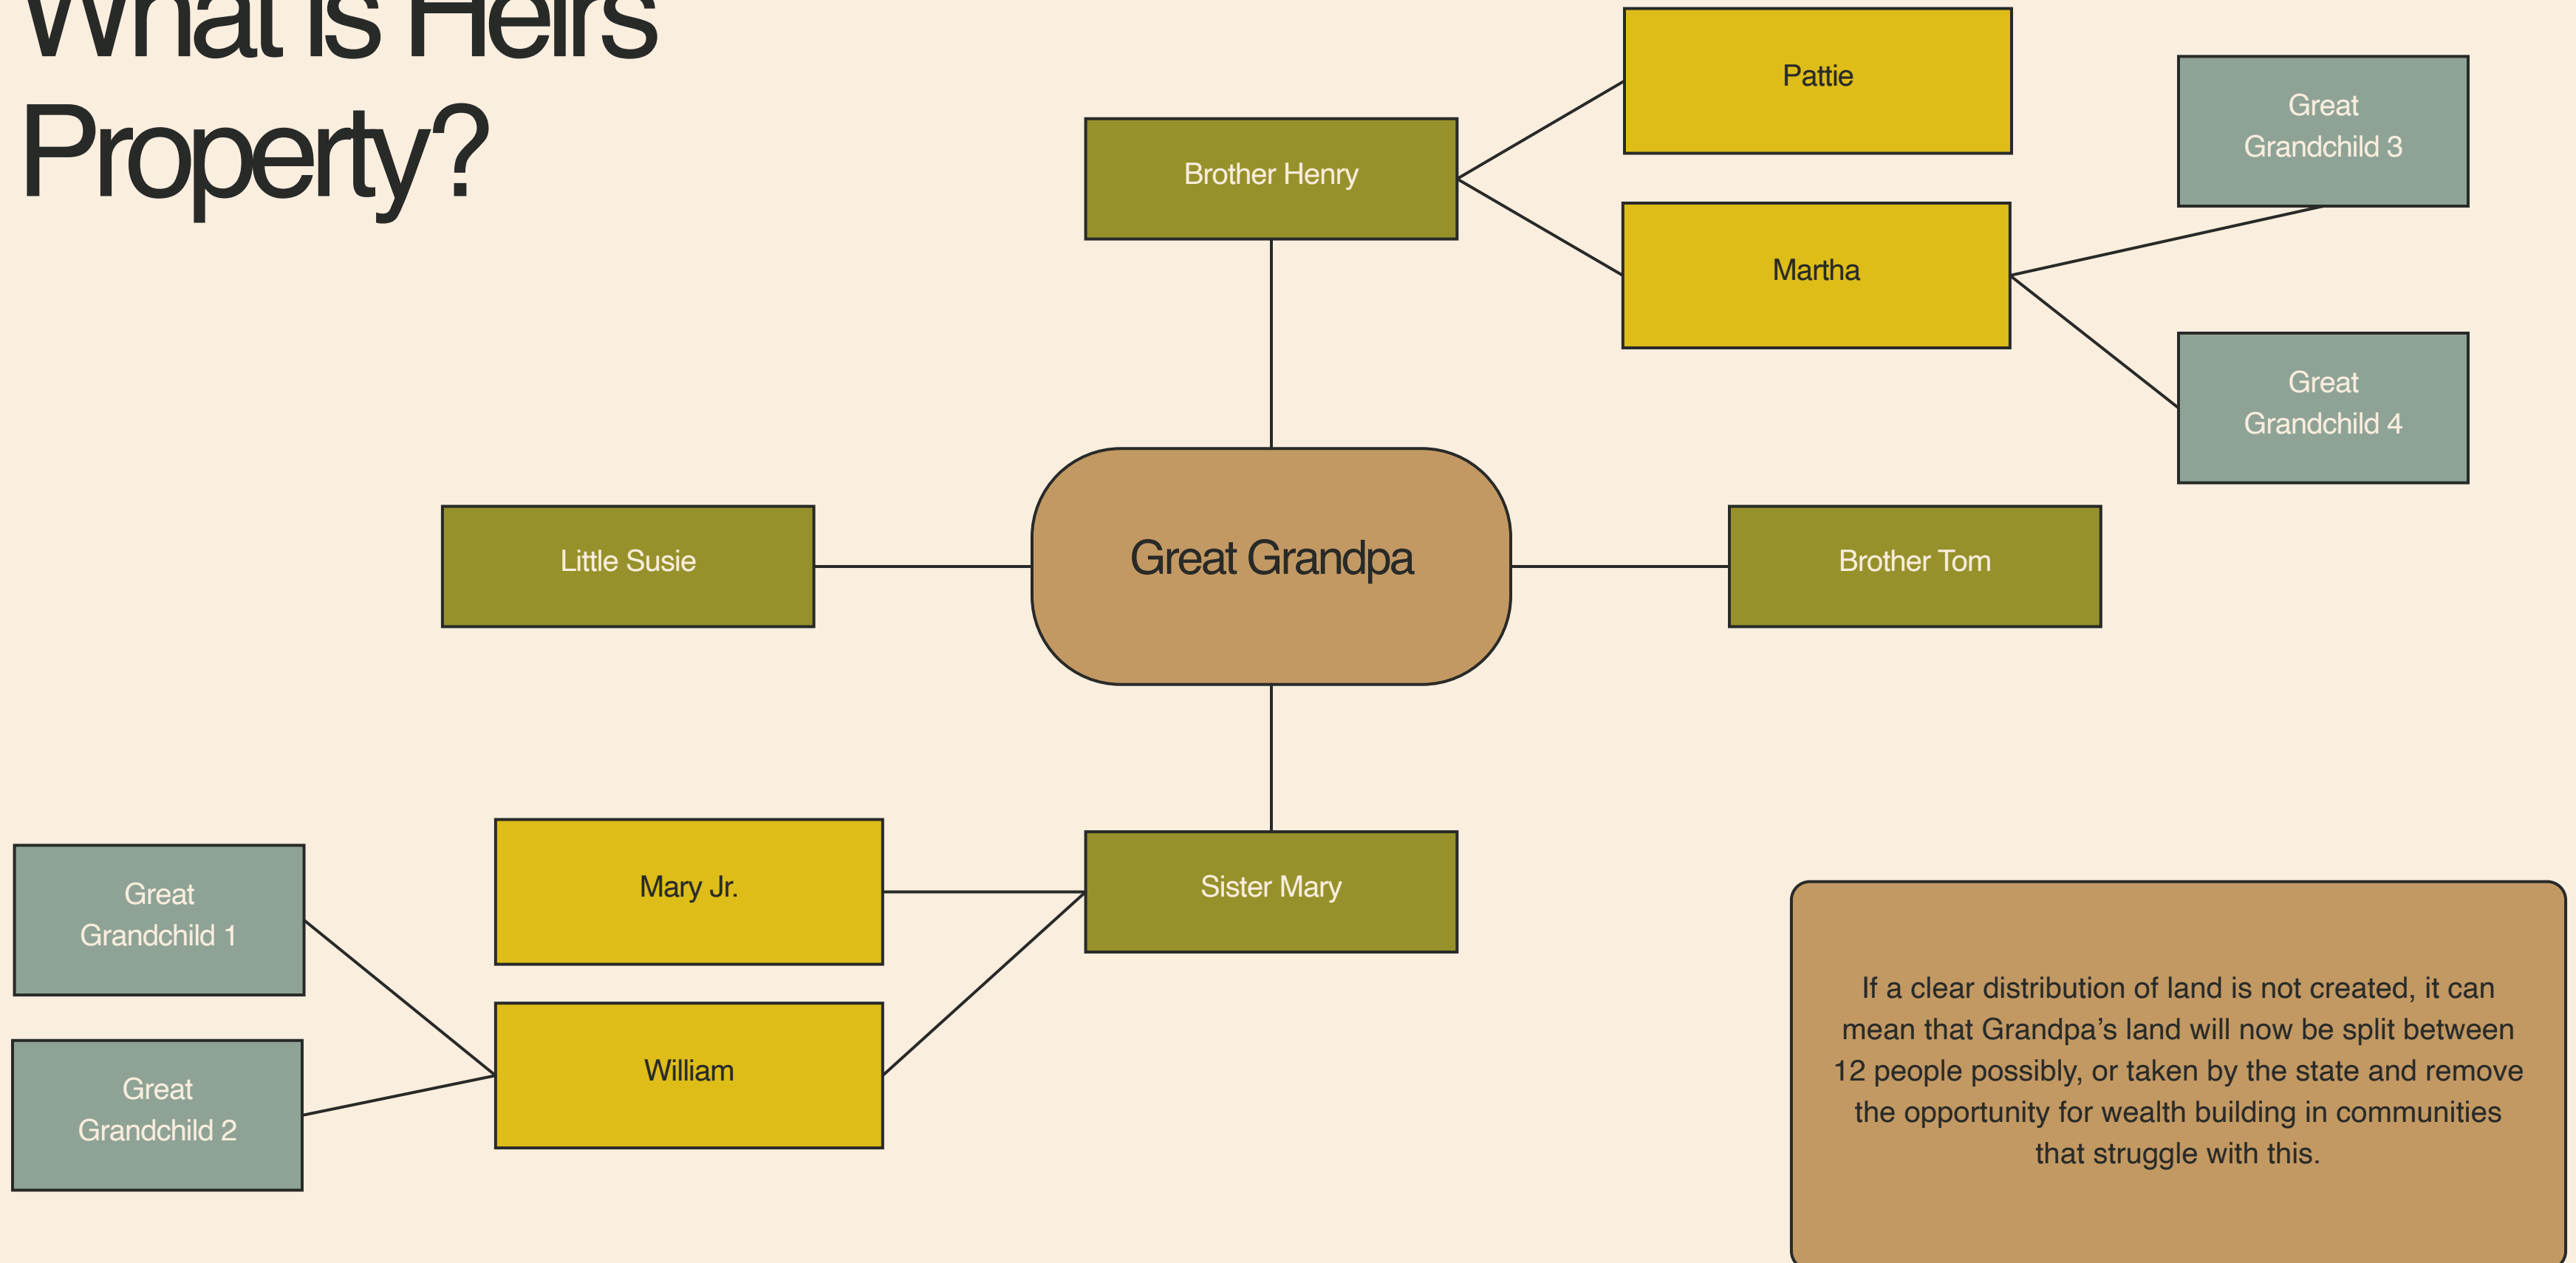 What is Heirs
Property?
Pattie
Great
Grandchild 3
Brother Henry
Martha
Great
Grandchild 4
Little Susie
Great Grandpa
Brother Tom
Great
Grandchild 1
Mary Jr.
Sister Mary
Great
Grandchild 2
William
If a clear distribution of land is not created, it can
mean that Grandpa’s land will now be split between
12 people possibly, or taken by the state and remove
the opportunity for wealth building in communities
that struggle with this.